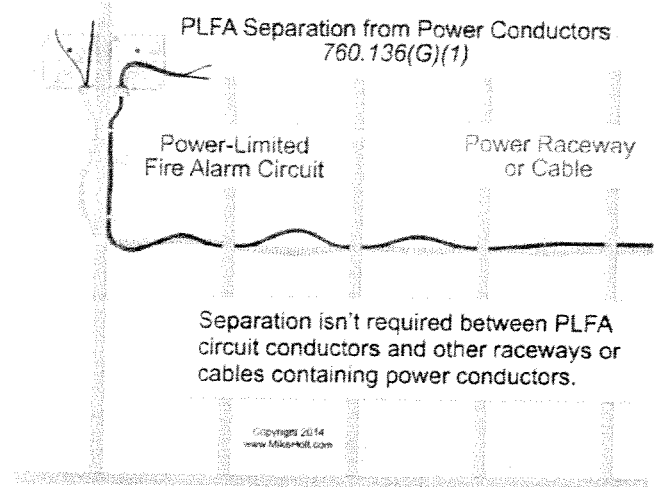 PLFA Separation from Power Conductors
760.136(G)(1)
Power-Limited
Fire Alarm Circuit
Power Raceway
or Cable
Separation isn't required between PLFA
circuit conductors and other raceways or
cables containing power conductors.
Copyright 2014
www.MikeHolt.com